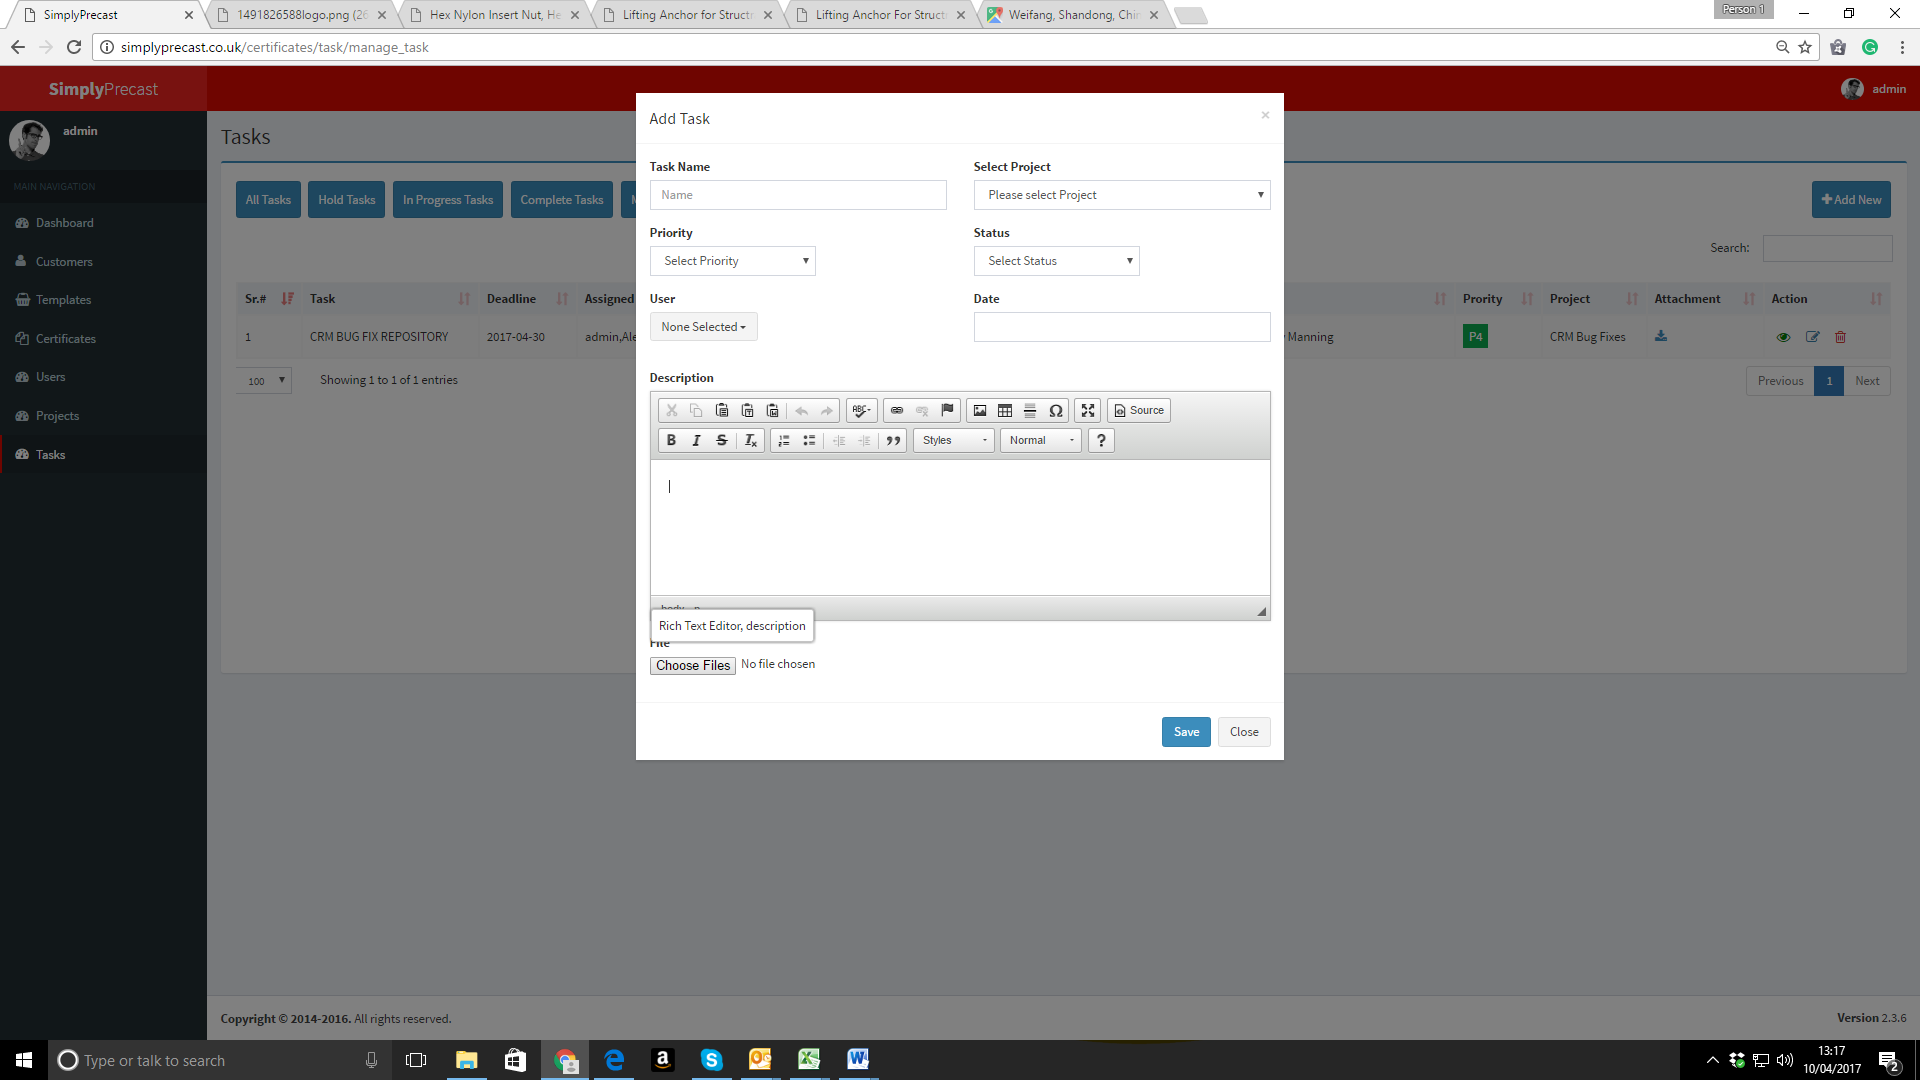 SimplyPrecast
1491826588logo.png (26
Hex Nylon Insert Nut, He
Lifting Anchor for Struct
Lifting Anchor For Struct
Weifang, Shandong, Chin
Person 1
simplyprecast.co.uk/certificates/task/manage_task
SimplyPrecast
admin
admin
MAIN NAVIGATION
Dashboard
Customers
Templates
Certificates
Users
Projects
Tasks
Tasks
All Tasks
Hold Tasks
In Progress Tasks
Complete Tasks
Add New
Search:
Sr.# Task Deadline Assigned Prority Project Attachment Action
1 CRM BUG FIX REPOSITORY 2017-04-30 admin,Ale Manning P4 CRM Bug Fixes
100 Showing 1 to 1 of 1 entries
Previous 1 Next
Add Task ×
Task Name
Name
Select Project
Please select Project
Priority
Select Priority
Status
Select Status
User
None Selected
Date
Description
ABC
Source
B I S Tx
Styles Normal ?
body p
Rich Text Editor, description
File
Choose Files No file chosen
Save Close
Copyright © 2014-2016. All rights reserved.
Version 2.3.6
Type or talk to search
13:17
10/04/2017
2